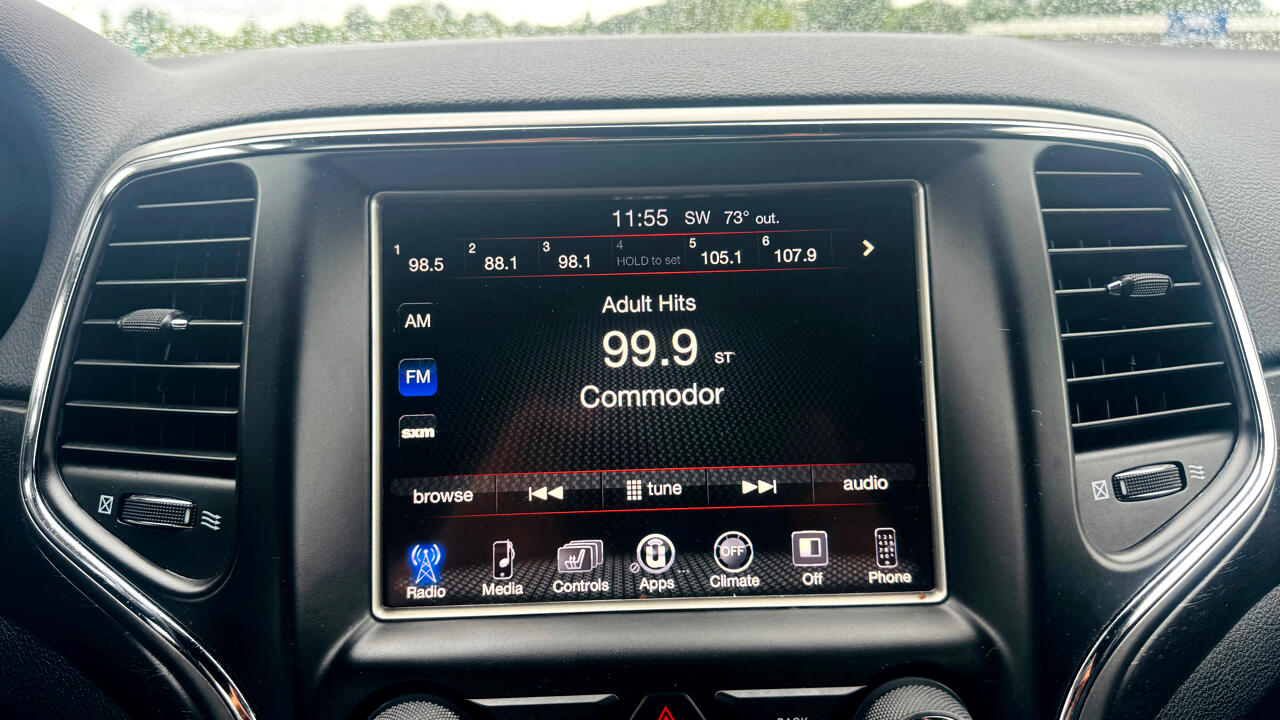 11:55 SW 73° out.
1 98.5 2 88.1 3 98.1 4 HOLD to set 5 105.1 6 107.9
Adult Hits
AM
99.9 ST
FM
Commodor
sxm
browse tune audio
OFF
Radio Media Controls Apps Climate Off Phone
BACK